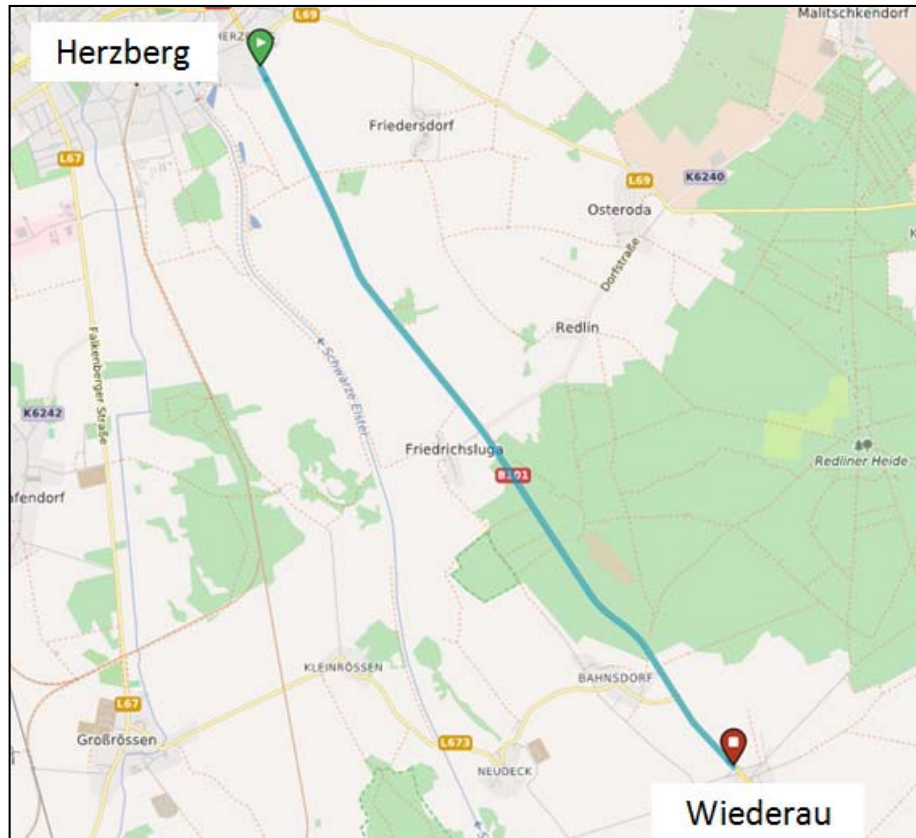 L69
Malitschkendorf
Herzberg
Friedersdorf
L67
L69
K6240
Osteroda
Dorfstraße
Redlin
Schwarze Elster
Falkenberger Straße
K6242
Friedrichsluga
Redliner Heide
B101
afendorf
KLEINRÖSSEN
BAHNSDORF
L67
Großrössen
L673
NEUDECK
Wiederau